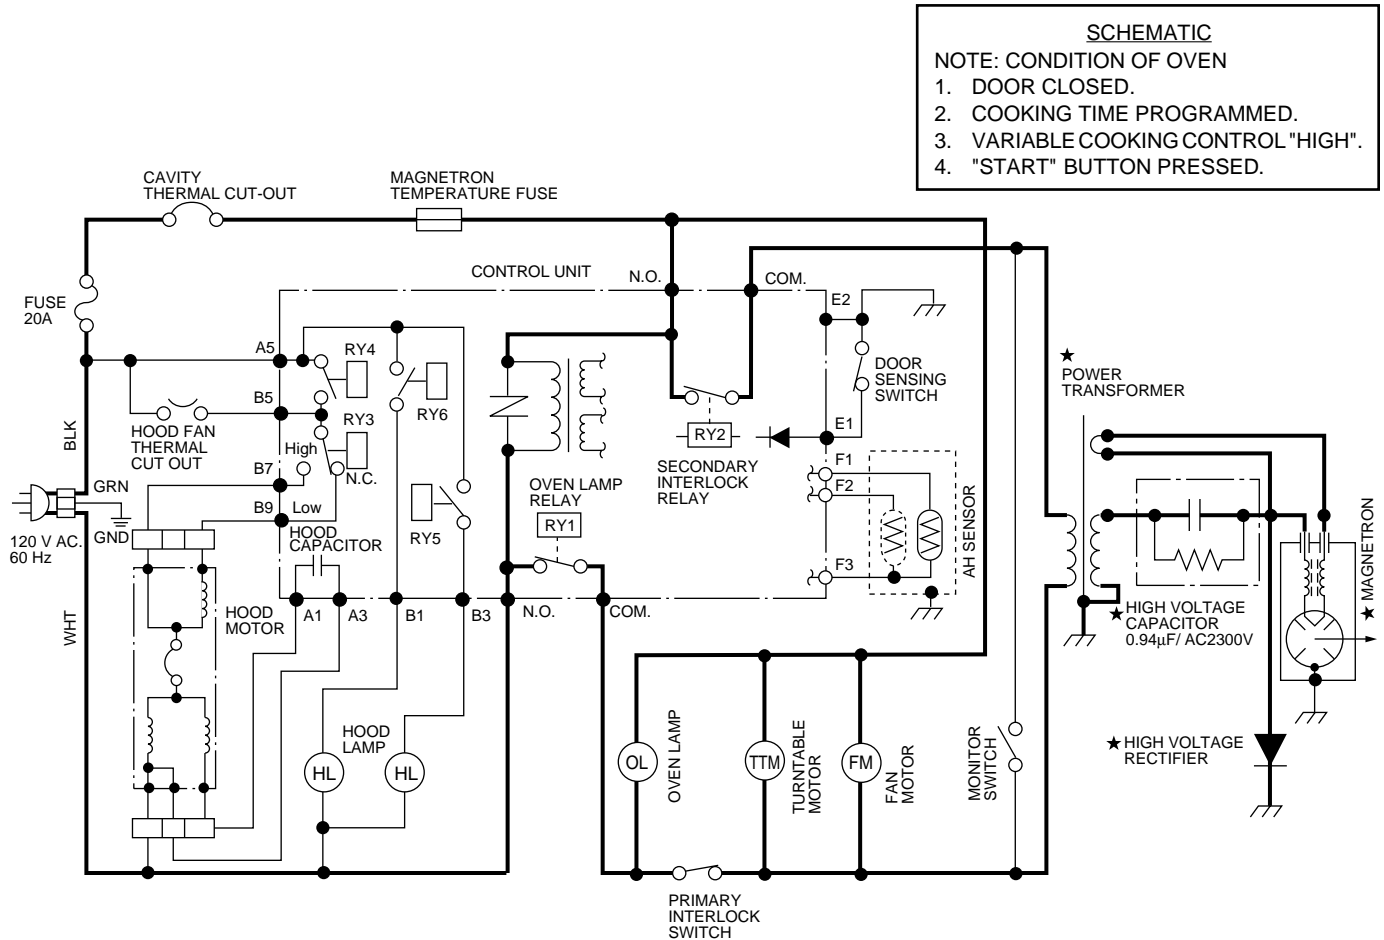 SCHEMATIC
NOTE: CONDITION OF OVEN
1. DOOR CLOSED.
2. COOKING TIME PROGRAMMED.
3. VARIABLE COOKING CONTROL "HIGH".
4. "START" BUTTON PRESSED.
CAVITY
THERMAL CUT-OUT
MAGNETRON
TEMPERATURE FUSE
CONTROL UNIT
N.O.
COM.
FUSE
20A
E2
A5
RY4
DOOR
SENSING
SWITCH
★
POWER
TRANSFORMER
B5
RY3
RY6
HOOD FAN
THERMAL
CUT OUT
BLK
High
N.C.
B7
RY2
E1
SECONDARY
INTERLOCK
RELAY
F1
F2
OVEN LAMP
RELAY
RY1
GRN
B9
Low
GND
120 V AC.
60 Hz
HOOD
CAPACITOR
RY5
AH SENSOR
F3
★ MAGNETRON
WHT
HOOD
MOTOR
A1
A3
B1
B3
N.O.
COM.
★ HIGH VOLTAGE
CAPACITOR
0.94µF/ AC2300V
HOOD
LAMP
HL
HL
OL
OVEN LAMP
TTM
TURNTABLE
MOTOR
FM
FAN
MOTOR
MONITOR
SWITCH
★ HIGH VOLTAGE
RECTIFIER
PRIMARY
INTERLOCK
SWITCH